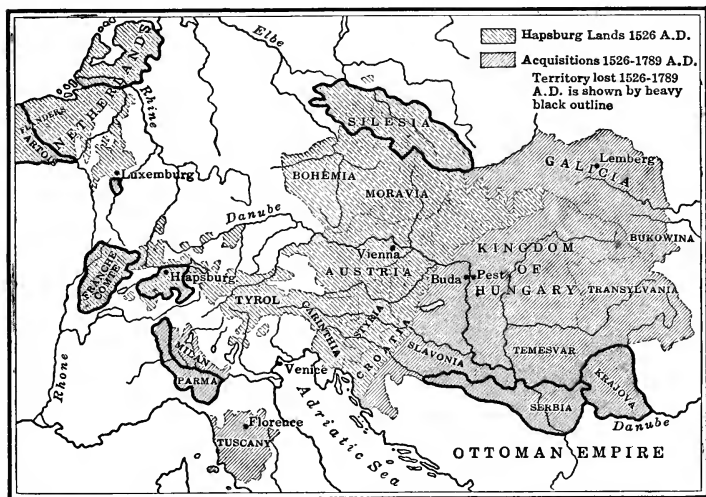 Hapsburg Lands 1526 A.D.
Acquisitions 1526-1789 A.D.
Territory lost 1526-1789
A.D. is shown by heavy
black outline
Elbe
NETHERLANDS
Rhine
FLANDERS
ARTOIS
SILESIA
GALICIA
Lemberg
Luxemburg
BOHEMIA
MORAVIA
Danube
BUKOWINA
Vienna
KINGDOM
OF
HUNGARY
FRANCHE
COMTE
Hapsburg
AUSTRIA
Buda
Pest
TRANSYLVANIA
TYROL
CARINTHIA
STYRIA
CROATIA
SLAVONIA
TEMESVAR
MILAN
PARMA
Venice
KRAJOVA
SERBIA
Rhone
Danube
Florence
TUSCANY
Adriatic Sea
OTTOMAN EMPIRE